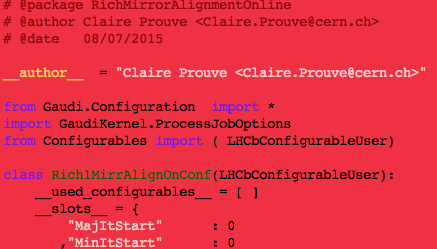 # @package RichMirrorAlignmentOnline
# @author Claire Prouve <Claire.Prouve@cern.ch>
# @date   08/07/2015
__author__  = "Claire Prouve <Claire.Prouve@cern.ch>"
from Gaudi.Configuration  import *
import GaudiKernel.ProcessJobOptions
from Configurables import ( LHCbConfigurableUser)
class Rich1MirrAlignOnConf(LHCbConfigurableUser):
    __used_configurables__ = [ ]
    __slots__ = {
        "MajItStart"     : 0
       ,"MinItStart"     : 0